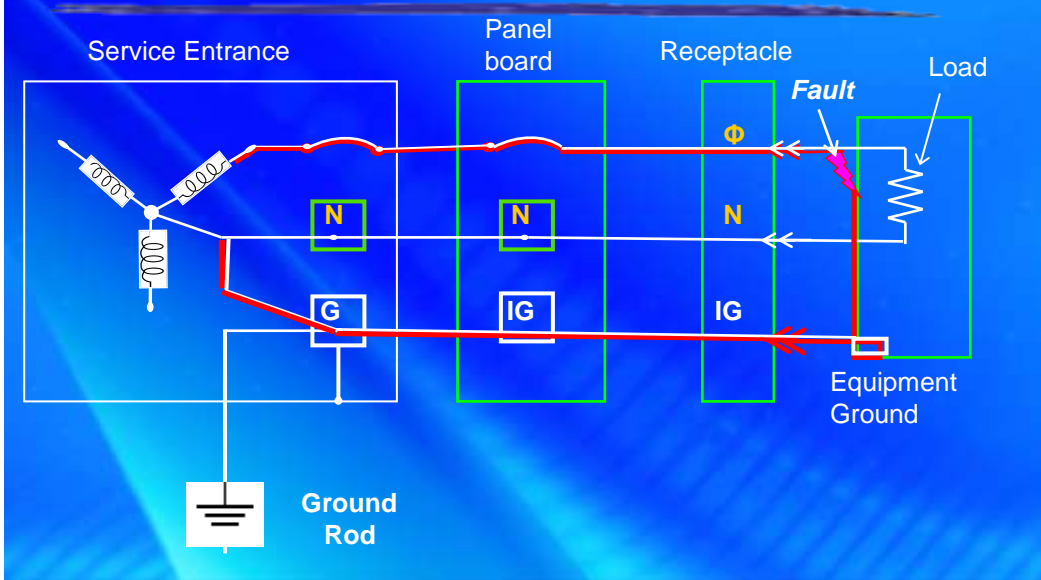 Service Entrance
Panel
board
Receptacle
Load
Fault
Φ
N
N
N
G
IG
IG
Equipment
Ground
Ground
Rod